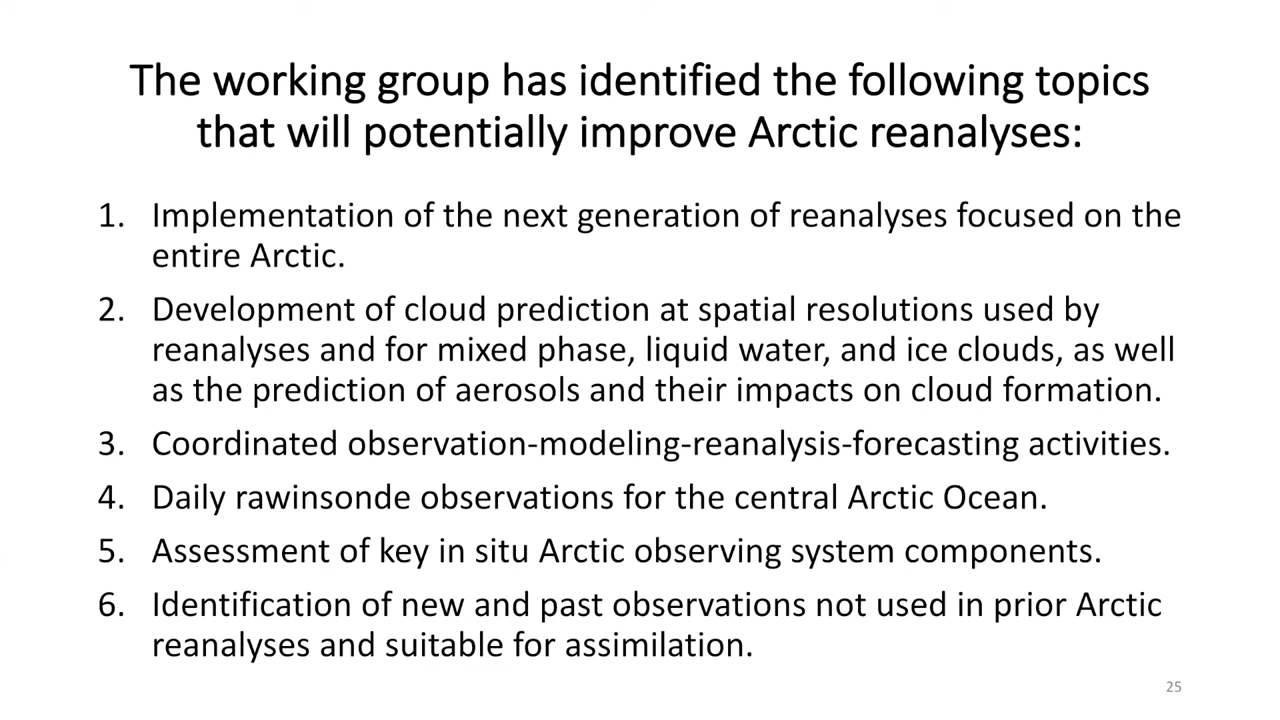 The working group has identified the following topics
that will potentially improve Arctic reanalyses:
1. Implementation of the next generation of reanalyses focused on the
entire Arctic.
2. Development of cloud prediction at spatial resolutions used by
reanalyses and for mixed phase, liquid water, and ice clouds, as well
as the prediction of aerosols and their impacts on cloud formation.
3. Coordinated observation-modeling-reanalysis-forecasting activities.
4. Daily rawinsonde observations for the central Arctic Ocean.
5. Assessment of key in situ Arctic observing system components.
6. Identification of new and past observations not used in prior Arctic
reanalyses and suitable for assimilation.
25